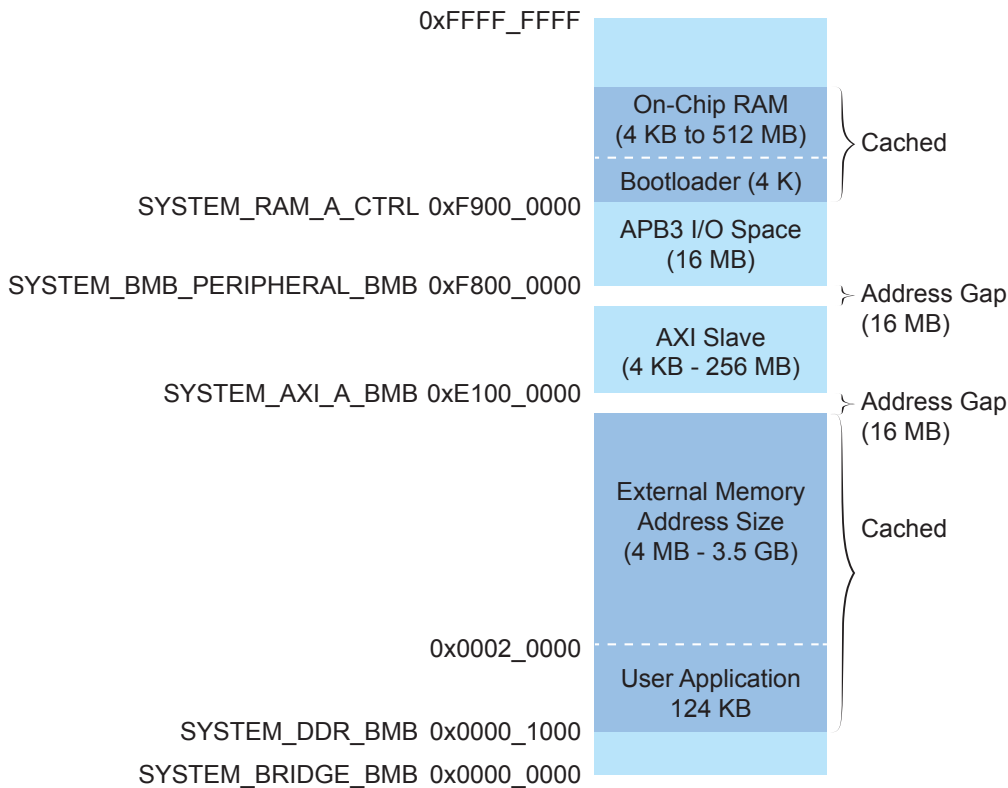 0xFFFF_FFFF
On-Chip RAM
(4 KB to 512 MB)
Cached
Bootloader (4 K)
SYSTEM_RAM_A_CTRL 0xF900_0000
APB3 I/O Space
(16 MB)
SYSTEM_BMB_PERIPHERAL_BMB 0xF800_0000
Address Gap
(16 MB)
AXI Slave
(4 KB - 256 MB)
SYSTEM_AXI_A_BMB 0xE100_0000
Address Gap
(16 MB)
External Memory
Address Size
(4 MB - 3.5 GB)
Cached
0x0002_0000
User Application
124 KB
SYSTEM_DDR_BMB 0x0000_1000
SYSTEM_BRIDGE_BMB 0x0000_0000